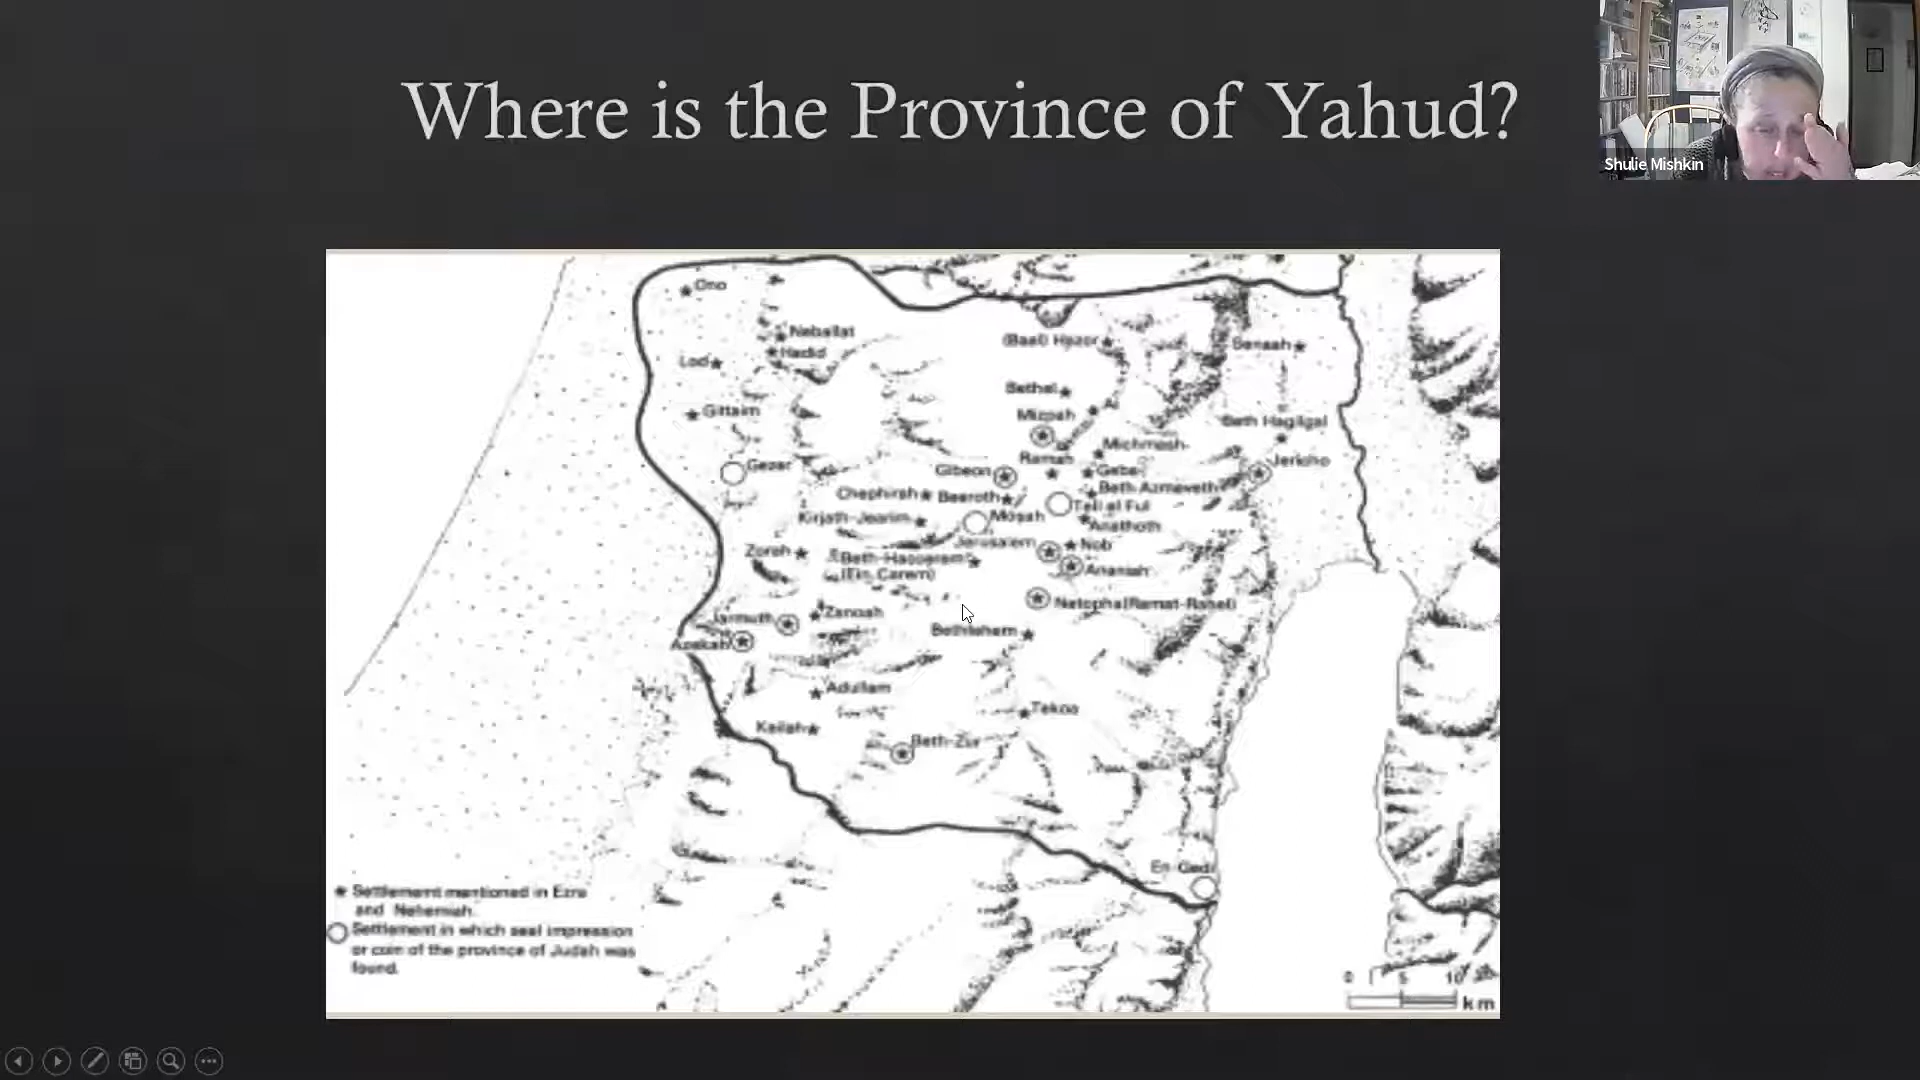 Where is the Province of Yahud?
Shulie Mishkin
Ono
Neballat
Hadid
Lod
(Baal) Hazor
Senaah
Bethel
Ai
Gittaim
Mizpah
Beth Hagilgal
Michmash
Ramah
Jericho
Gezer
Gibeon
Geba
Beth-Azmaveth
Chephirah
Beeroth
Tell el Ful
Kirjath-Jearim
Mosah
Anathoth
Jerusalem
Nob
Zorah
Beth-Haccerem
(Ein Carem)
Ananiah
Netopha(Ramat-Rahel)
Jarmuth
Zanoah
Bethlehem
Azekah
Adullam
Tekoa
Keilah
Beth-Zur
En Gedi
Settlement mentioned in Ezra
and Nehemiah.
Settlement in which seal impression
or coin of the province of Judah was
found.
0 5 10
km